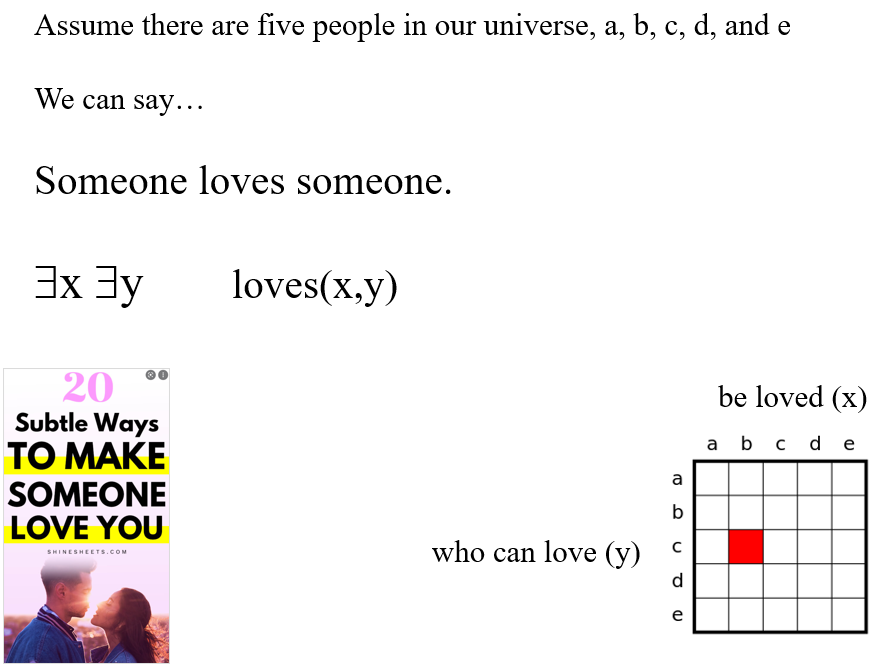 Assume there are five people in our universe, a, b, c, d, and e
We can say…
Someone loves someone.
∃x ∃y loves(x,y)
20
Subtle Ways
TO MAKE
SOMEONE
LOVE YOU
SHINESHEETS.COM
be loved (x)
a b c d e
a
b
who can love (y) c
d
e